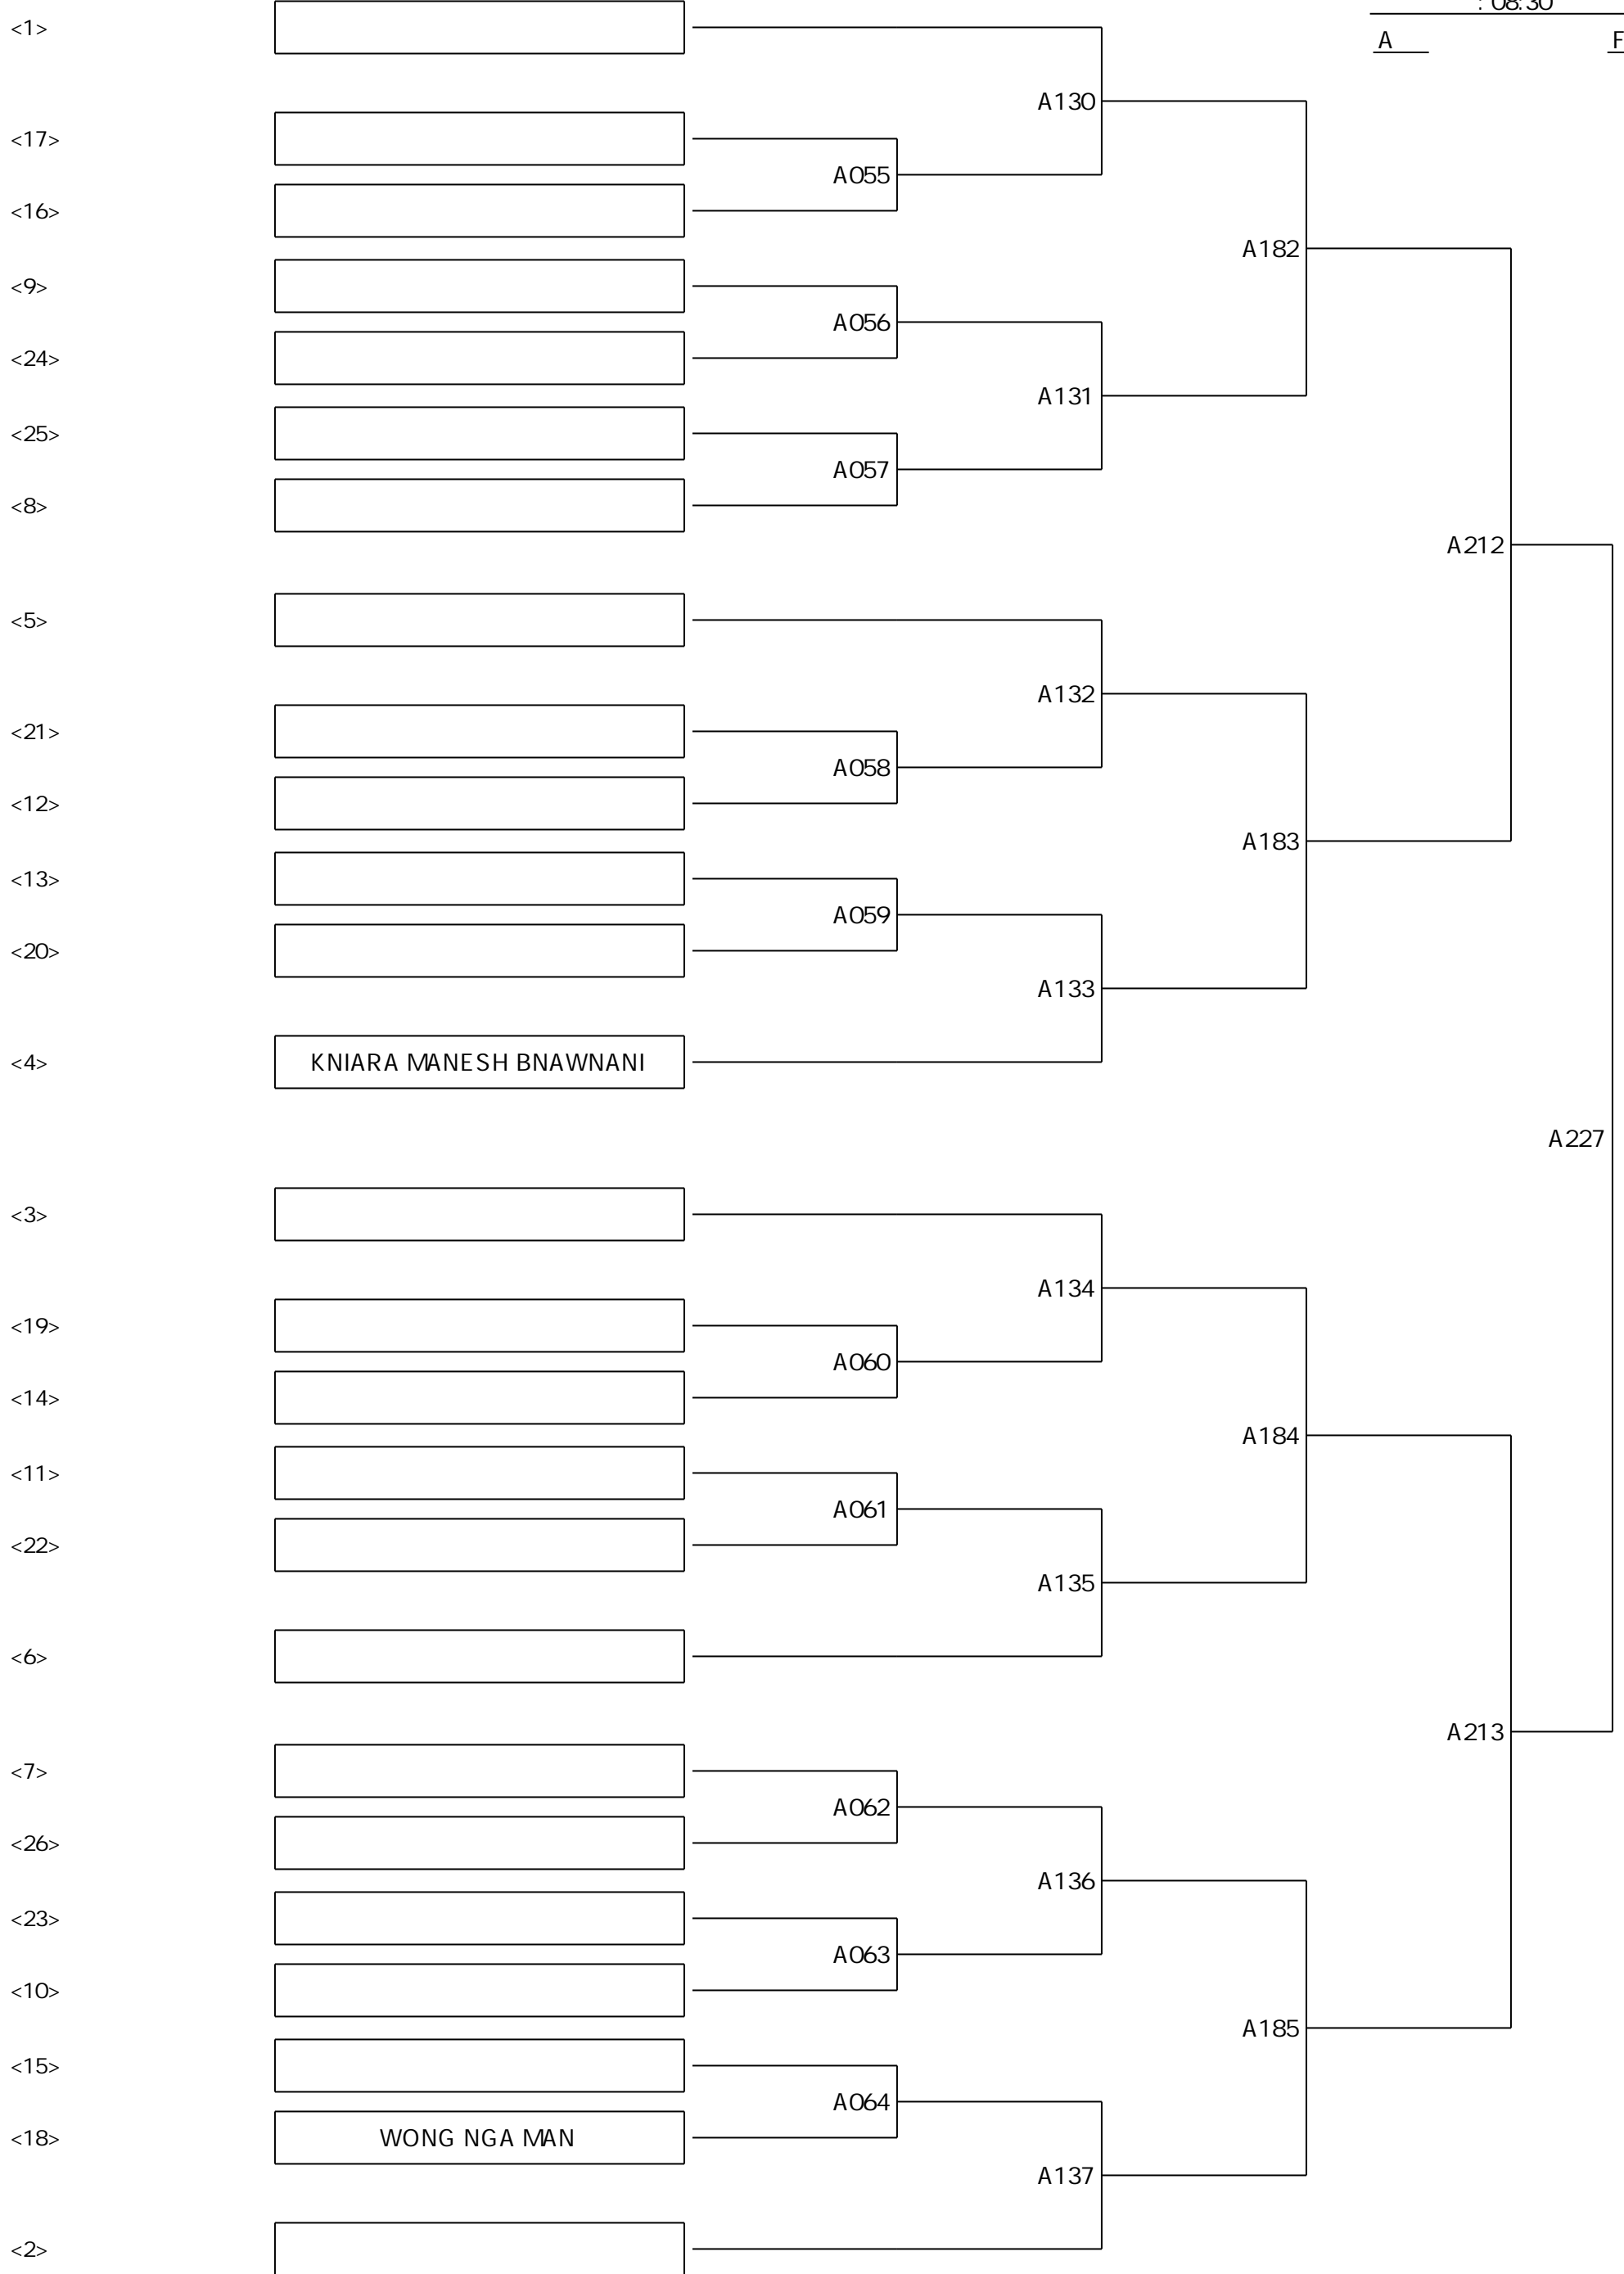 : 08:30
<1>
A
F
A130
<17>
A055
<16>
A182
<9>
A056
<24>
A131
<25>
A057
<8>
A212
<5>
A132
<21>
A058
<12>
A183
<13>
A059
<20>
A133
<4> KNIARA MANESH BNAWNANI
A227
<3>
A134
<19>
A060
<14>
A184
<11>
A061
<22>
A135
<6>
A213
<7>
A062
<26>
A136
<23>
A063
<10>
A185
<15>
A064
<18> WONG NGA MAN
A137
<2>